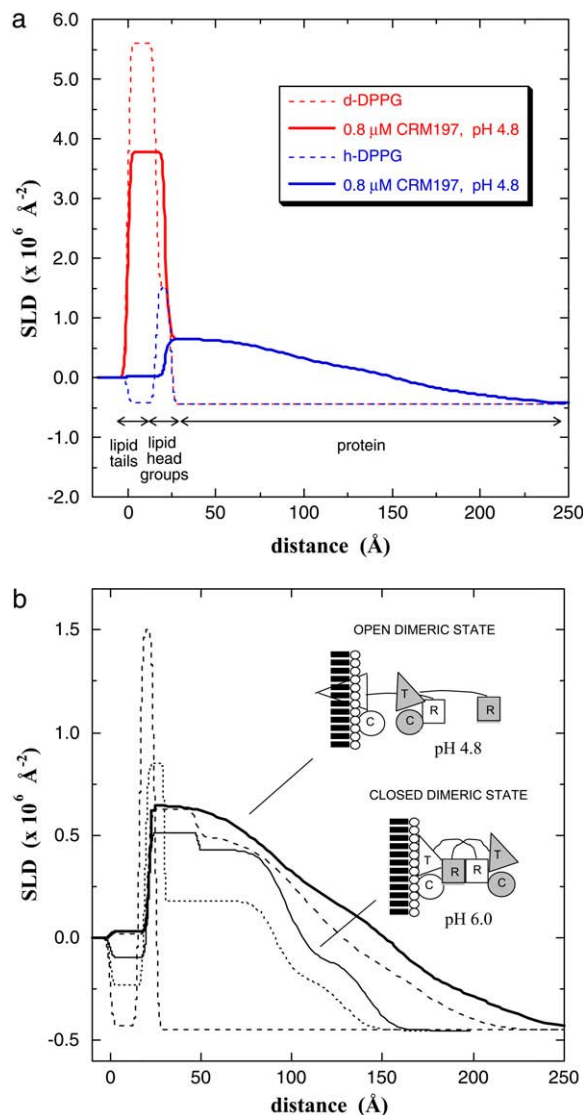 a
6.0
5.0
4.0
3.0
2.0
1.0
0.0
-1.0
-2.0
SLD (x 10⁶ Å⁻²)
d-DPPG
0.8 μM CRM197, pH 4.8
h-DPPG
0.8 μM CRM197, pH 4.8
lipid tails
lipid head groups
protein
0 50 100 150 200 250
distance (Å)
b
1.5
1.0
0.5
0.0
-0.5
SLD (x 10⁶ Å⁻²)
OPEN DIMERIC STATE
T
R
R
C
C
pH 4.8
CLOSED DIMERIC STATE
T
T
R
R
C
C
pH 6.0
0 50 100 150 200 250
distance (Å)